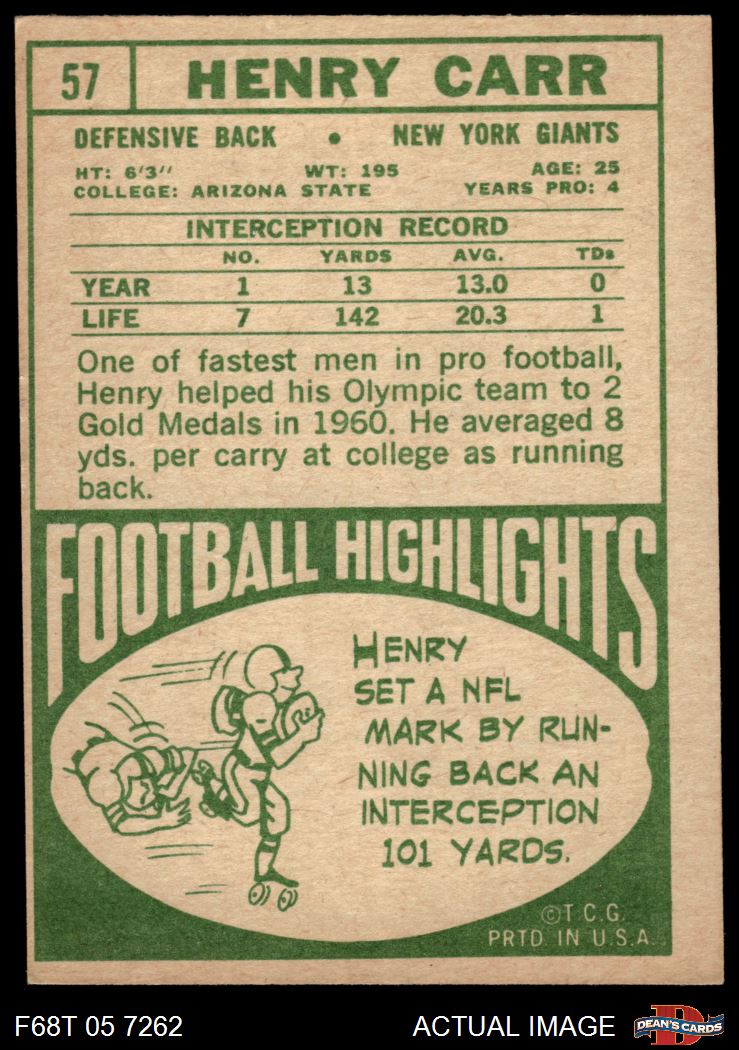 57 HENRY CARR
DEFENSIVE BACK • NEW YORK GIANTS
HT: 6'3" WT: 195 AGE: 25
COLLEGE: ARIZONA STATE YEARS PRO: 4
INTERCEPTION RECORD
NO. YARDS AVG. TDs
YEAR 1 13 13.0 0
LIFE 7 142 20.3 1
One of fastest men in pro football,
Henry helped his Olympic team to 2
Gold Medals in 1960. He averaged 8
yds. per carry at college as running
back.
FOOTBALL HIGHLIGHTS
HENRY
SET A NFL
MARK BY RUN-
NING BACK AN
INTERCEPTION
101 YARDS.
©T.C.G.
PRTD. IN U.S.A.
F68T 05 7262 ACTUAL IMAGE D DEAN'S CARDS